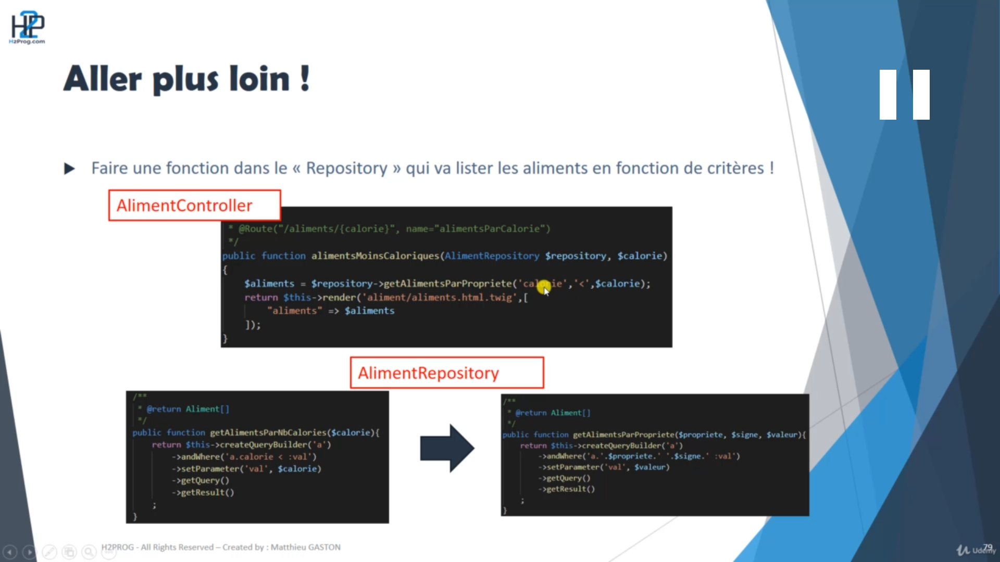 H2P
H2Prog.com
Aller plus loin !
Faire une fonction dans le « Repository » qui va lister les aliments en fonction de critères !
AlimentController
* @Route("/aliments/{calorie}", name="alimentsParCalorie")
*/
public function alimentsMoinsCaloriques(AlimentRepository $repository, $calorie)
{
$aliments = $repository->getAlimentsParPropriete('calorie','<',$calorie);
return $this->render('aliment/aliments.html.twig',[
"aliments" => $aliments
]);
}
AlimentRepository
/**
* @return Aliment[]
*/
public function getAlimentsParNbCalories($calorie){
return $this->createQueryBuilder('a')
->andWhere('a.calorie < :val')
->setParameter('val', $calorie)
->getQuery()
->getResult()
;
}
/**
* @return Aliment[]
*/
public function getAlimentsParPropriete($propriete, $signe, $valeur){
return $this->createQueryBuilder('a')
->andWhere('a.'.$propriete.' '.$signe.' :val')
->setParameter('val', $valeur)
->getQuery()
->getResult()
;
}
H2PROG - All Rights Reserved – Created by : Matthieu GASTON
79
Udemy